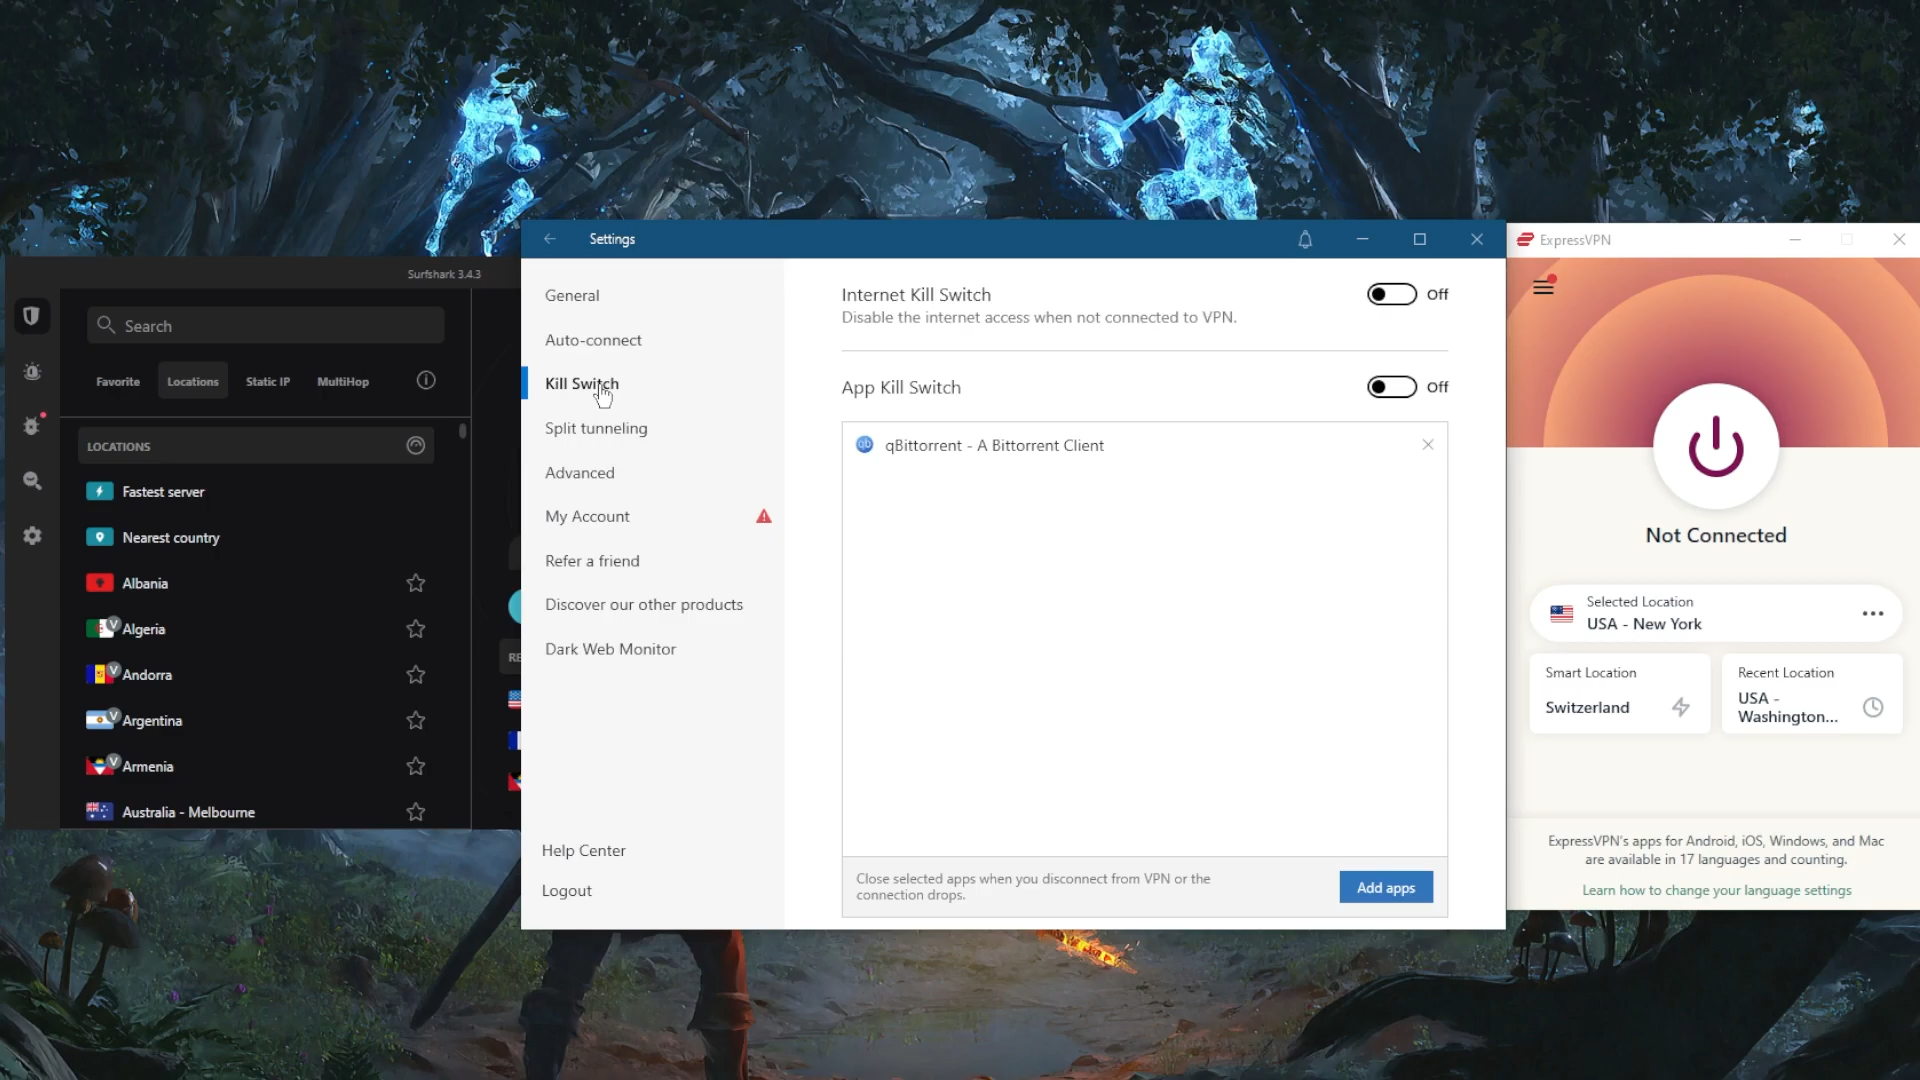 Surfshark 3.4.3
Search
Favorite
Locations
Static IP
MultiHop
LOCATIONS
Fastest server
Nearest country
Albania
Algeria
Andorra
Argentina
Armenia
Australia - Melbourne
RE
Settings
General
Auto-connect
Kill Switch
Split tunneling
Advanced
My Account
Refer a friend
Discover our other products
Dark Web Monitor
Help Center
Logout
Internet Kill Switch
Off
Disable the internet access when not connected to VPN.
App Kill Switch
Off
qb
qBittorrent - A Bittorrent Client
Close selected apps when you disconnect from VPN or the
connection drops.
Add apps
ExpressVPN
Not Connected
Selected Location
USA - New York
Smart Location
Switzerland
Recent Location
USA -
Washington...
ExpressVPN's apps for Android, iOS, Windows, and Mac
are available in 17 languages and counting.
Learn how to change your language settings